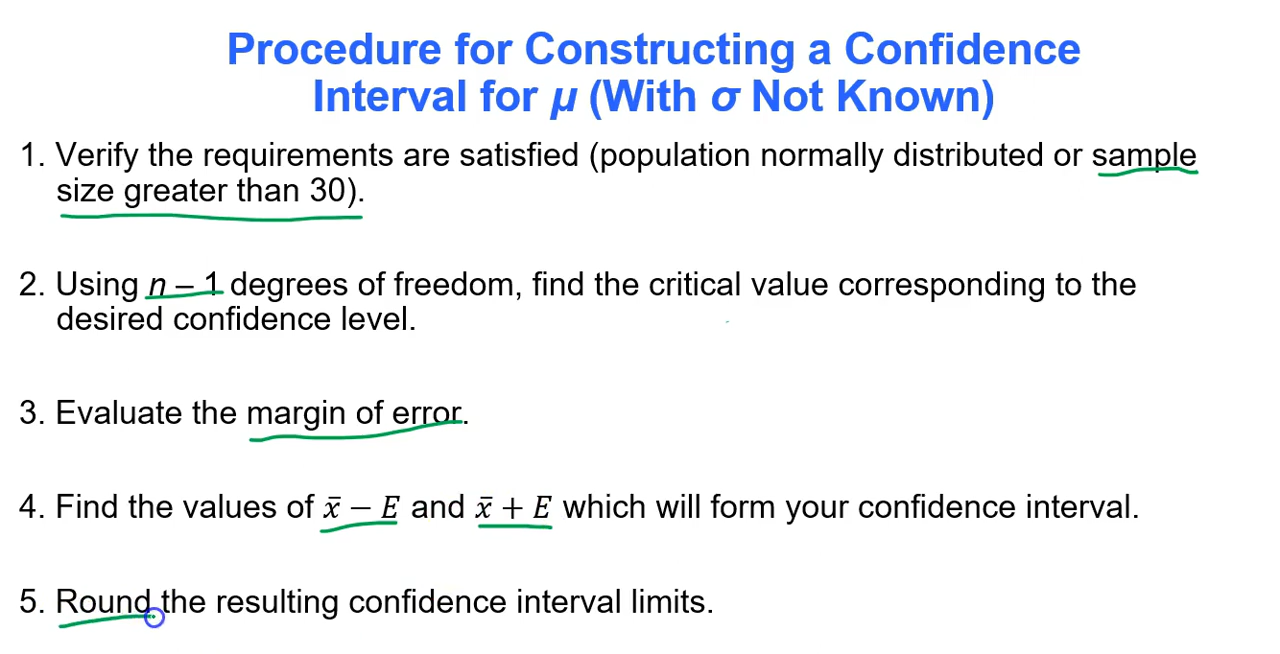 Procedure for Constructing a Confidence
Interval for μ (With σ Not Known)
1. Verify the requirements are satisfied (population normally distributed or sample
size greater than 30).
2. Using n – 1 degrees of freedom, find the critical value corresponding to the
desired confidence level.
3. Evaluate the margin of error.
4. Find the values of x̄ − E and x̄ + E which will form your confidence interval.
5. Round the resulting confidence interval limits.